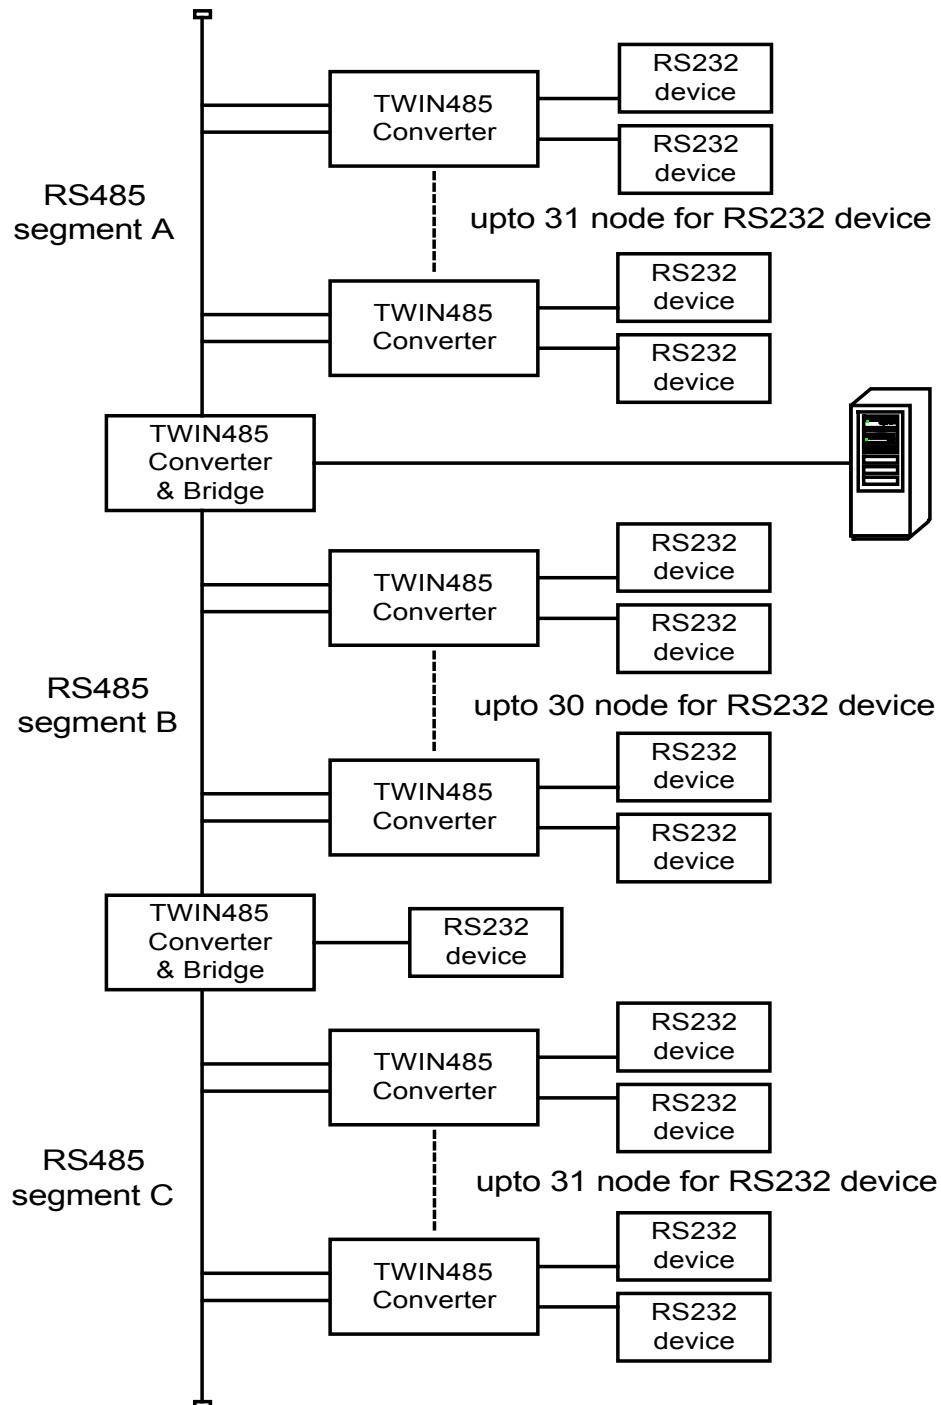 RS232
device
TWIN485
Converter
RS232
device
RS485
segment A
upto 31 node for RS232 device
RS232
device
TWIN485
Converter
RS232
device
TWIN485
Converter
& Bridge
RS232
device
TWIN485
Converter
RS232
device
RS485
segment B
upto 30 node for RS232 device
RS232
device
TWIN485
Converter
RS232
device
TWIN485
Converter
& Bridge
RS232
device
RS232
device
TWIN485
Converter
RS232
device
RS485
segment C
upto 31 node for RS232 device
RS232
device
TWIN485
Converter
RS232
device